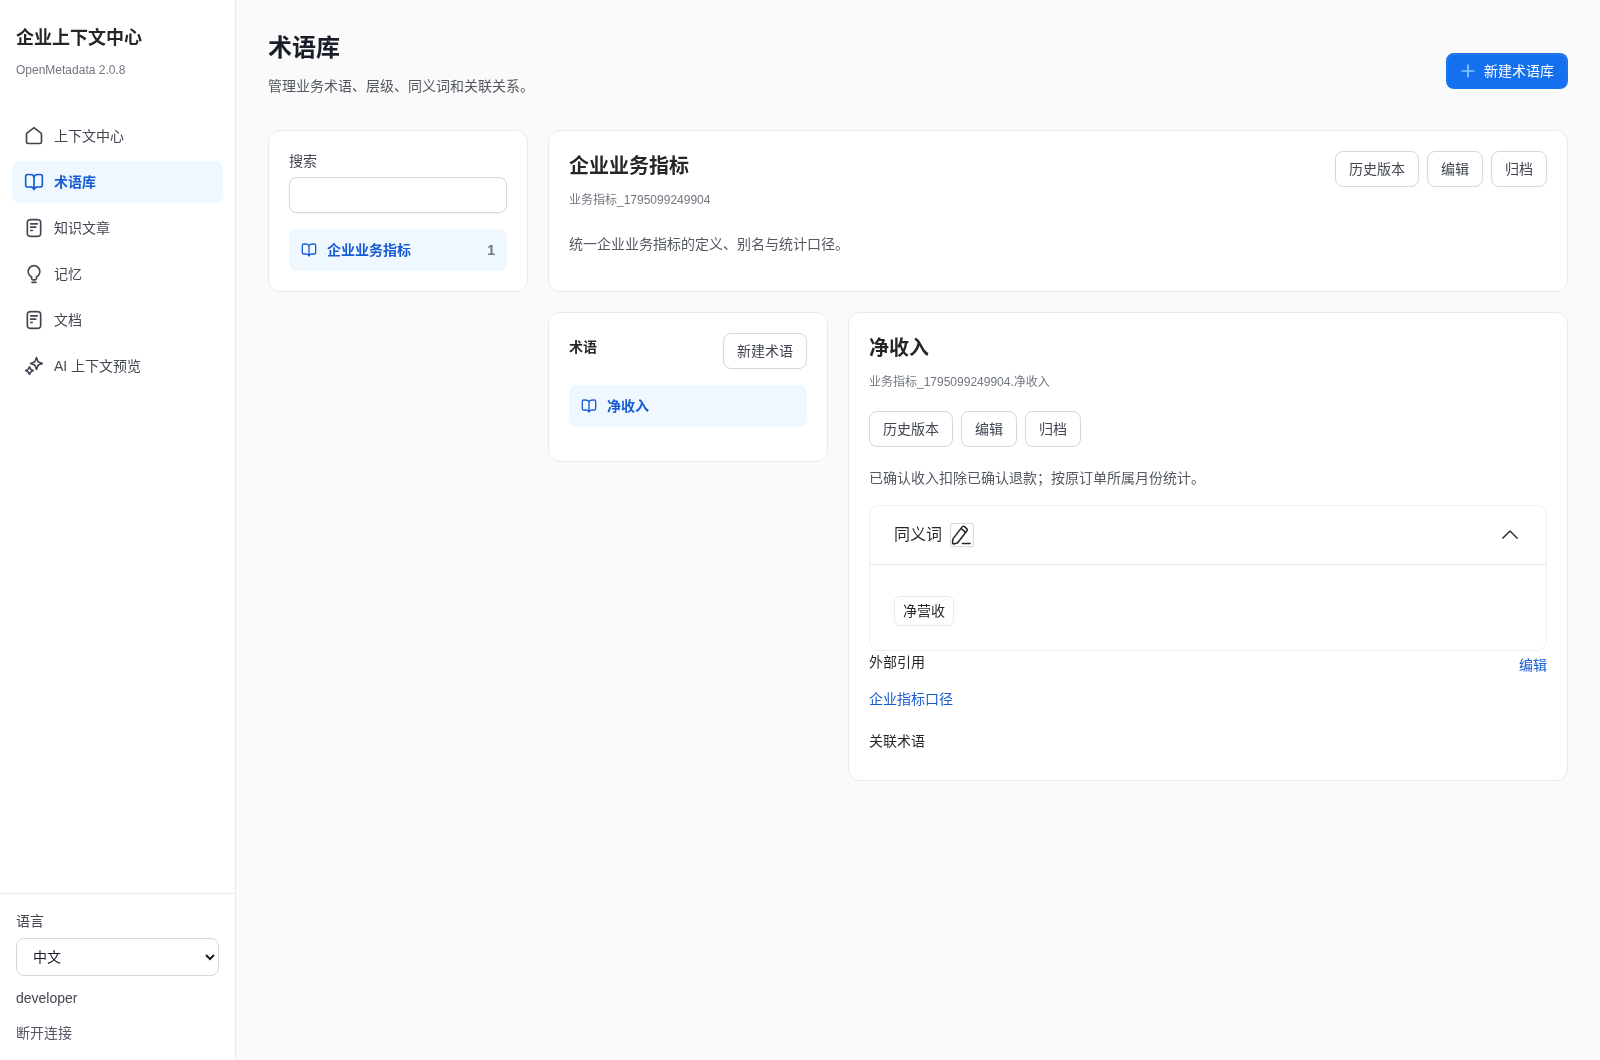 企业上下文中心
OpenMetadata 2.0.8
上下文中心
术语库
知识文章
记忆
文档
AI 上下文预览
语言
中文
developer
断开连接
术语库
管理业务术语、层级、同义词和关联关系。
新建术语库
搜索
企业业务指标 1
企业业务指标
业务指标_1795099249904
历史版本 编辑 归档
统一企业业务指标的定义、别名与统计口径。
术语
新建术语
净收入
净收入
业务指标_1795099249904.净收入
历史版本 编辑 归档
已确认收入扣除已确认退款；按原订单所属月份统计。
同义词
净营收
外部引用 编辑
企业指标口径
关联术语